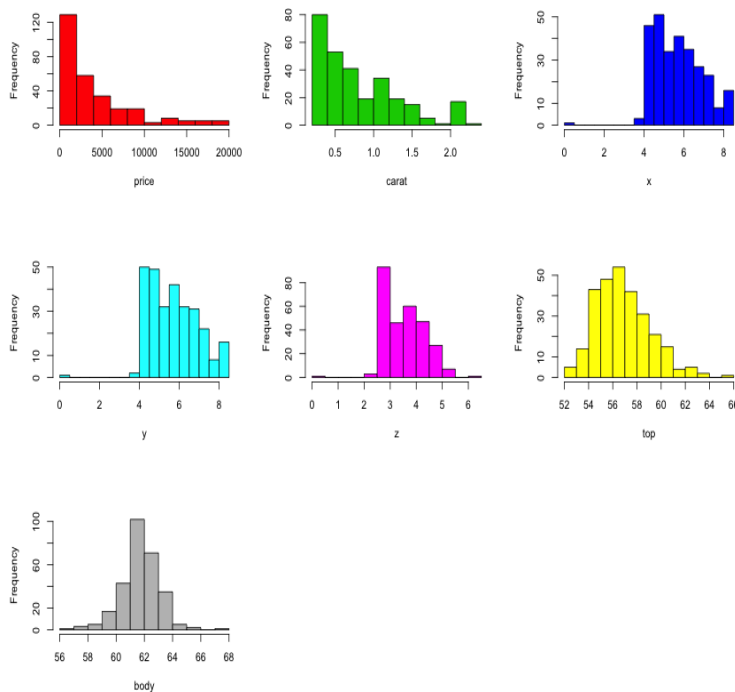 Frequency
0 40 80 120
0 5000 10000 15000 20000
price
Frequency
0 20 40 60 80
0.5 1.0 1.5 2.0
carat
Frequency
0 10 30 50
0 2 4 6 8
x
Frequency
0 10 30 50
0 2 4 6 8
y
Frequency
0 20 40 60 80
0 1 2 3 4 5 6
z
Frequency
0 10 30 50
52 54 56 58 60 62 64 66
top
Frequency
0 20 60 100
56 58 60 62 64 66 68
body